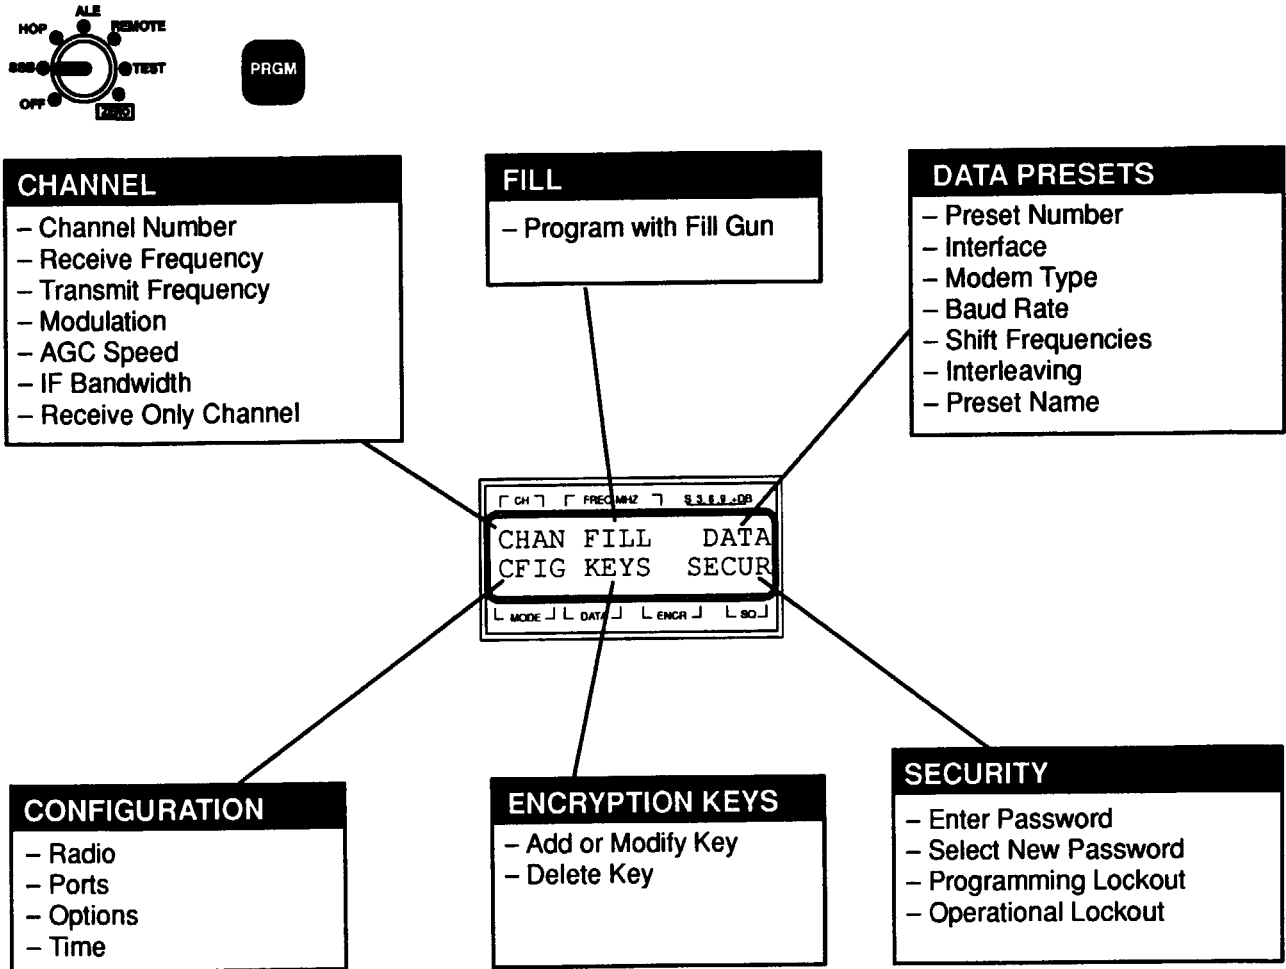 ALE
HOP
REMOTE
SSB
TEST
OFF
ZERO
PRGM
CHANNEL
– Channel Number
– Receive Frequency
– Transmit Frequency
– Modulation
– AGC Speed
– IF Bandwidth
– Receive Only Channel
FILL
– Program with Fill Gun
DATA PRESETS
– Preset Number
– Interface
– Modem Type
– Baud Rate
– Shift Frequencies
– Interleaving
– Preset Name
CH FREQ/MHZ S 3 6 9 +DB
CHAN FILL DATA
CFIG KEYS SECUR
MODE DATA ENCR SQ
CONFIGURATION
– Radio
– Ports
– Options
– Time
ENCRYPTION KEYS
– Add or Modify Key
– Delete Key
SECURITY
– Enter Password
– Select New Password
– Programming Lockout
– Operational Lockout